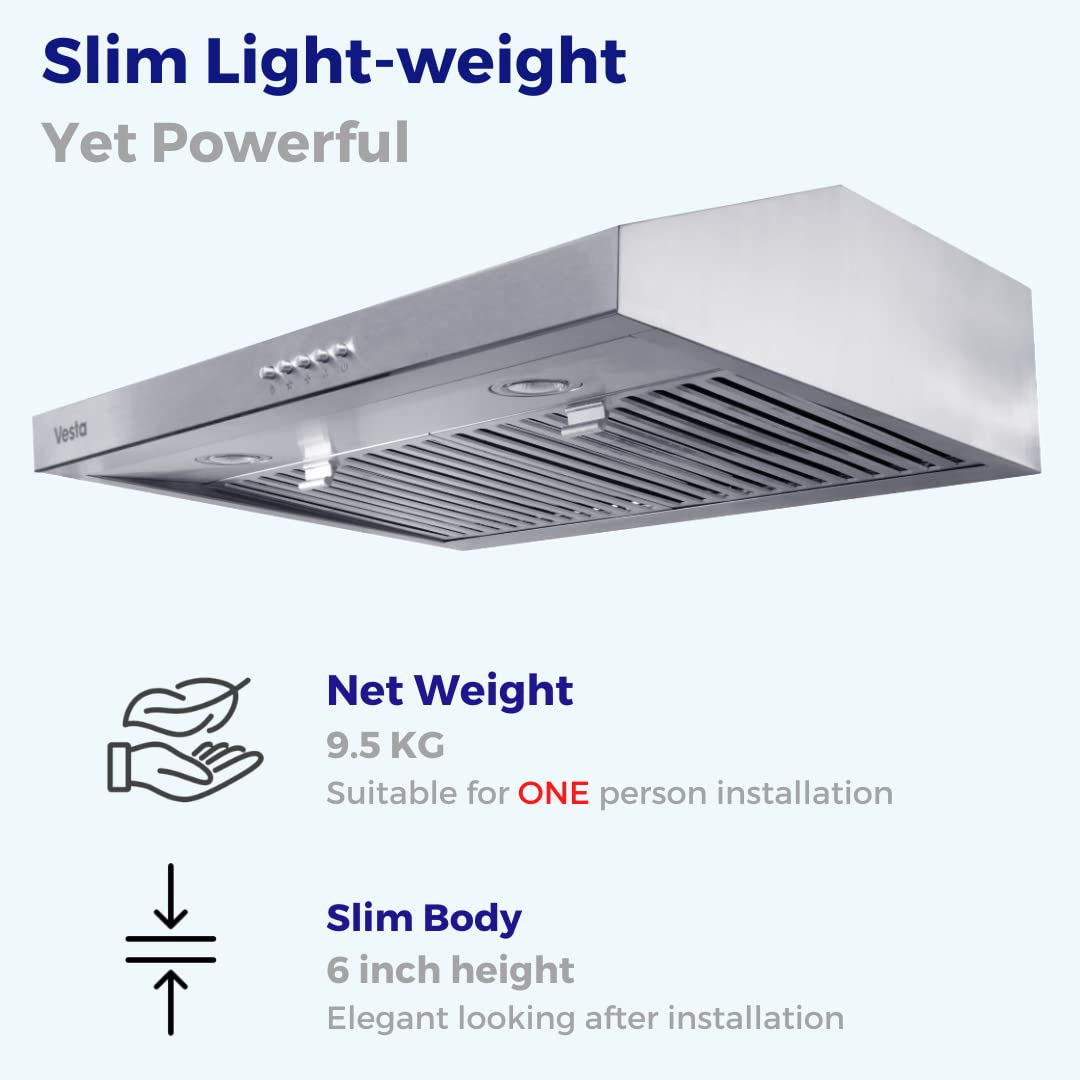 Slim Light-weight
Yet Powerful
Vesta
Net Weight
9.5 KG
Suitable for ONE person installation
Slim Body
6 inch height
Elegant looking after installation